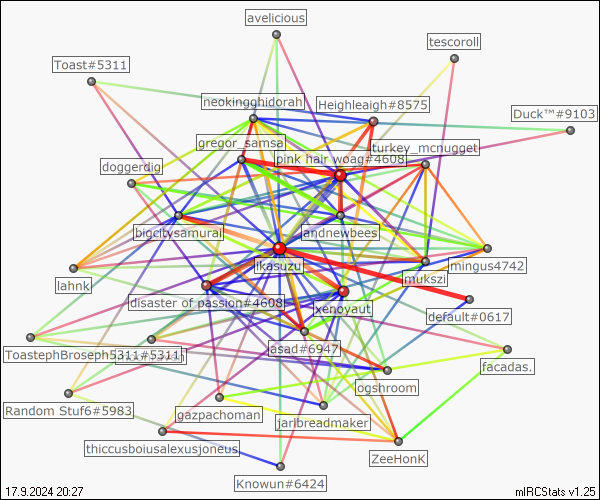 avelicious
tescoroll
Toast#5311
neokingghidorah
Heighleaigh#8575
Duck™#9103
gregor_samsa
turkey_mcnugget
pink hair woag#4608
doggerdig
bigcitysamurai
andnewbees
ikasuzu
mukszi
mingus4742
lahnk
disaster of passion#4608
xenoyaut
default#0617
asad#6947
ToastephBroseph5311#5311
facadas.
ogshroom
Random Stuf6#5983
gazpachoman
jarlbreadmaker
thiccusboiusalexusjoneus
ZeeHonK
Knowun#6424
17.9.2024 20:27
mIRCStats v1.25